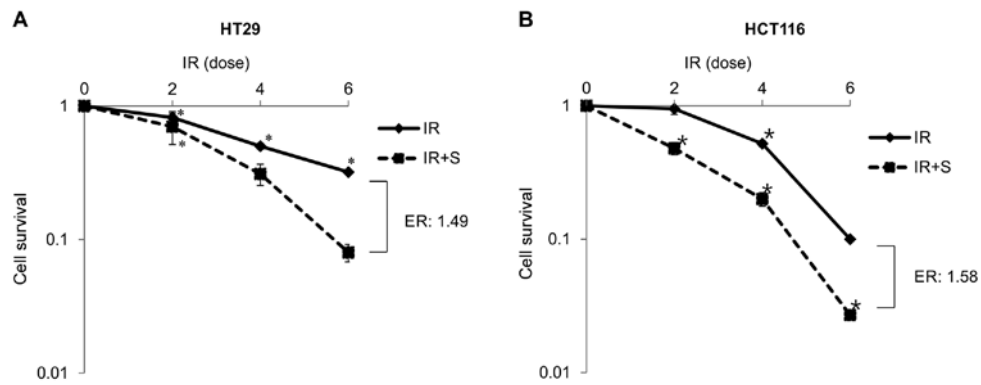 A
HT29
IR (dose)
0 2 4 6
1
0.1
0.01
Cell survival
*
*
*
*
IR
IR+S
ER: 1.49
B
HCT116
IR (dose)
0 2 4 6
1
0.1
0.01
Cell survival
*
*
*
*
IR
IR+S
ER: 1.58